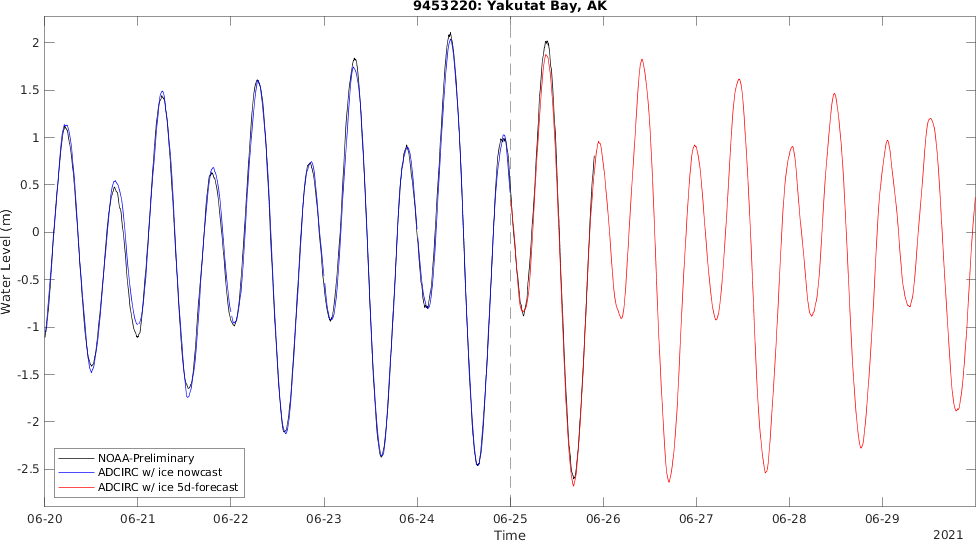 9453220: Yakutat Bay, AK
Water Level (m)
2
1.5
1
0.5
0
-0.5
-1
-1.5
-2
-2.5
NOAA-Preliminary
ADCIRC w/ ice nowcast
ADCIRC w/ ice 5d-forecast
06-20 06-21 06-22 06-23 06-24 06-25 06-26 06-27 06-28 06-29
Time
2021